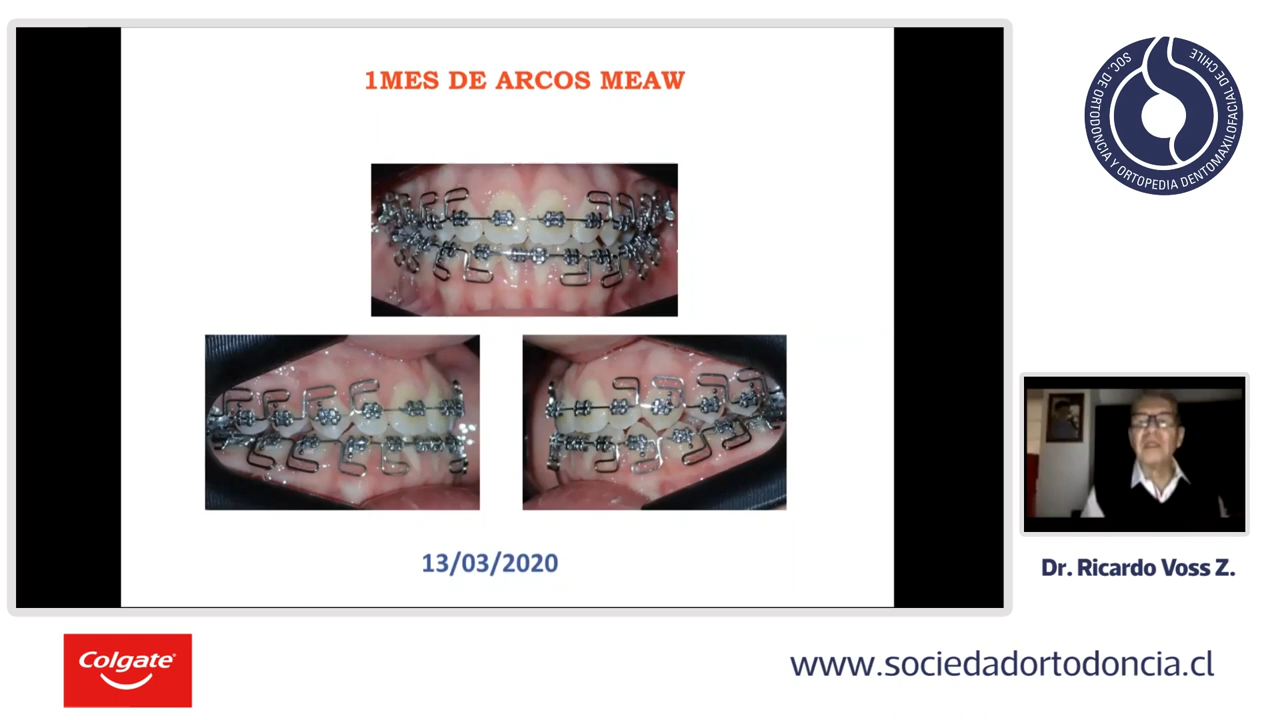 1MES DE ARCOS MEAW
13/03/2020
SOC. DE ORTODONCIA Y ORTOPEDIA DENTOMAXILOFACIAL DE CHILE
Dr. Ricardo Voss Z.
Colgate®
www.sociedadortodoncia.cl